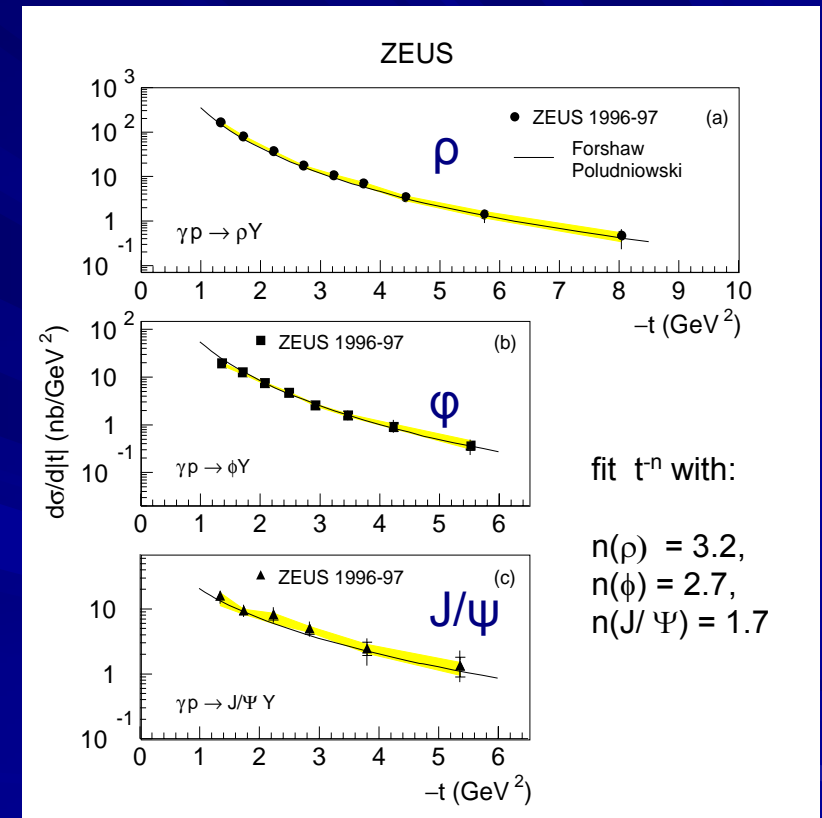 ZEUS
dσ/d|t| (nb/GeV²)
10³
10²
10
1
10⁻¹
● ZEUS 1996-97 (a)
— Forshaw
Poludniowski
ρ
γp → ρY
0 1 2 3 4 5 6 7 8 9 10
−t (GeV²)
10²
10
1
10⁻¹
■ ZEUS 1996-97 (b)
φ
γp → ϕY
0 1 2 3 4 5 6
fit t⁻ⁿ with:
n(ρ) = 3.2,
n(ϕ) = 2.7,
n(J/ Ψ) = 1.7
10
1
10⁻¹
▲ ZEUS 1996-97 (c)
J/ψ
γp → J/Ψ Y
0 1 2 3 4 5 6
−t (GeV²)